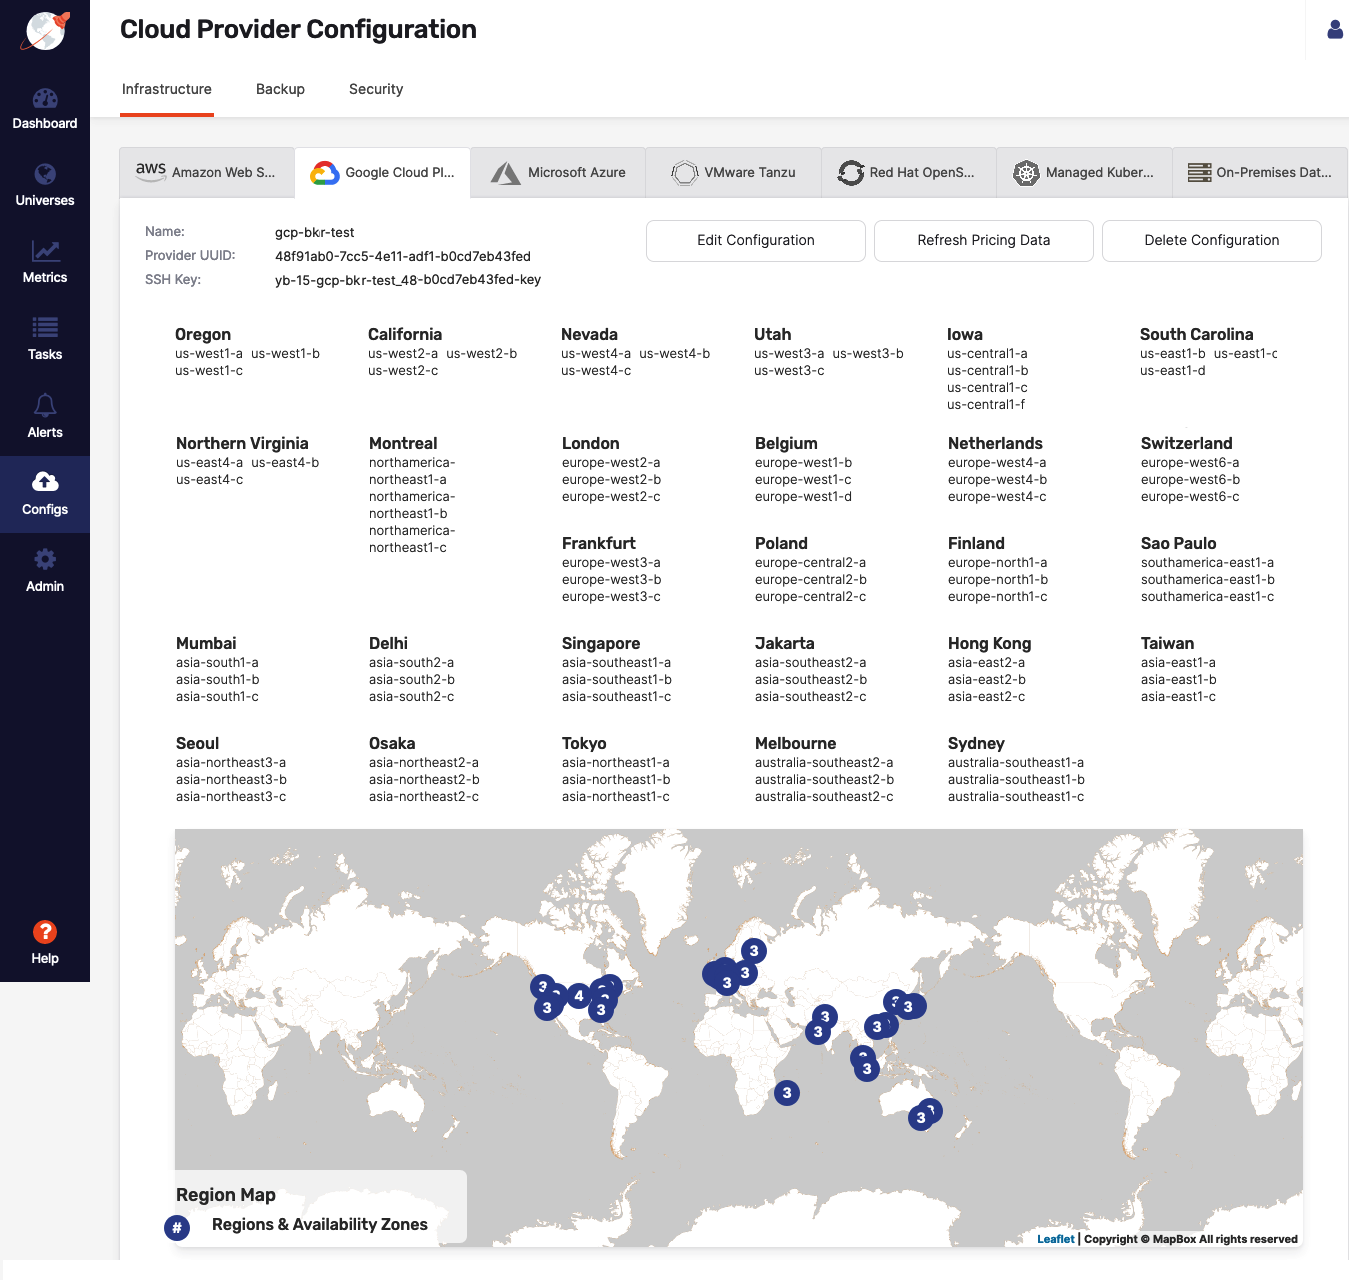 Cloud Provider Configuration
Infrastructure Backup Security
Dashboard
Universes
Metrics
Tasks
Alerts
Configs
Admin
Help
aws Amazon Web S... Google Cloud Pl... Microsoft Azure VMware Tanzu Red Hat OpenS... Managed Kuber... On-Premises Dat...
Name: gcp-bkr-test
Provider UUID: 48f91ab0-7cc5-4e11-adf1-b0cd7eb43fed
SSH Key: yb-15-gcp-bkr-test_48-b0cd7eb43fed-key
Edit Configuration Refresh Pricing Data Delete Configuration
Oregon
us-west1-a us-west1-b
us-west1-c
California
us-west2-a us-west2-b
us-west2-c
Nevada
us-west4-a us-west4-b
us-west4-c
Utah
us-west3-a us-west3-b
us-west3-c
Iowa
us-central1-a
us-central1-b
us-central1-c
us-central1-f
South Carolina
us-east1-b us-east1-c
us-east1-d
Northern Virginia
us-east4-a us-east4-b
us-east4-c
Montreal
northamerica-
northeast1-a
northamerica-
northeast1-b
northamerica-
northeast1-c
London
europe-west2-a
europe-west2-b
europe-west2-c
Belgium
europe-west1-b
europe-west1-c
europe-west1-d
Netherlands
europe-west4-a
europe-west4-b
europe-west4-c
Switzerland
europe-west6-a
europe-west6-b
europe-west6-c
Frankfurt
europe-west3-a
europe-west3-b
europe-west3-c
Poland
europe-central2-a
europe-central2-b
europe-central2-c
Finland
europe-north1-a
europe-north1-b
europe-north1-c
Sao Paulo
southamerica-east1-a
southamerica-east1-b
southamerica-east1-c
Mumbai
asia-south1-a
asia-south1-b
asia-south1-c
Delhi
asia-south2-a
asia-south2-b
asia-south2-c
Singapore
asia-southeast1-a
asia-southeast1-b
asia-southeast1-c
Jakarta
asia-southeast2-a
asia-southeast2-b
asia-southeast2-c
Hong Kong
asia-east2-a
asia-east2-b
asia-east2-c
Taiwan
asia-east1-a
asia-east1-b
asia-east1-c
Seoul
asia-northeast3-a
asia-northeast3-b
asia-northeast3-c
Osaka
asia-northeast2-a
asia-northeast2-b
asia-northeast2-c
Tokyo
asia-northeast1-a
asia-northeast1-b
asia-northeast1-c
Melbourne
australia-southeast2-a
australia-southeast2-b
australia-southeast2-c
Sydney
australia-southeast1-a
australia-southeast1-b
australia-southeast1-c
3
3
3
3
4
3
3
3
3
3
3
3
3
3
3
Region Map
# Regions & Availability Zones
Leaflet | Copyright © MapBox All rights reserved